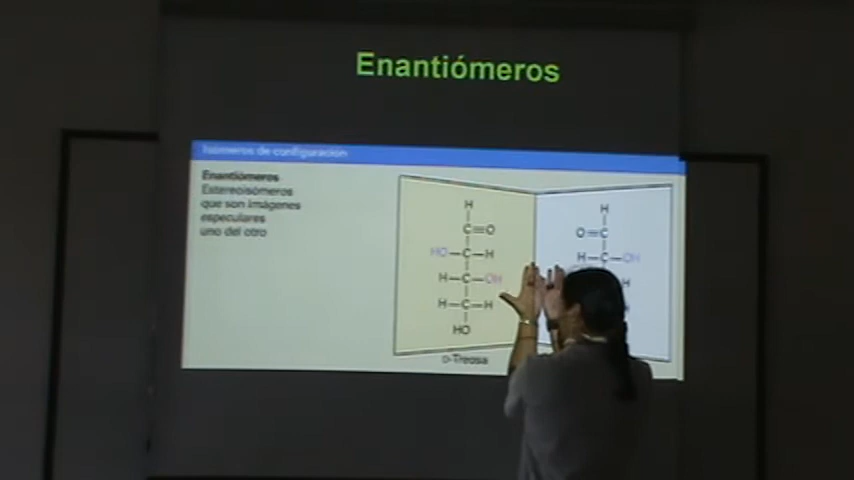 Enantiómeros
Isómeros de configuración
Enantiómeros
Estereoisómeros
que son imágenes
especulares
uno del otro
H
C=O
HO—C—H
H—C—OH
H—C—H
HO
D-Treosa
H
O=C
H—C—OH
H